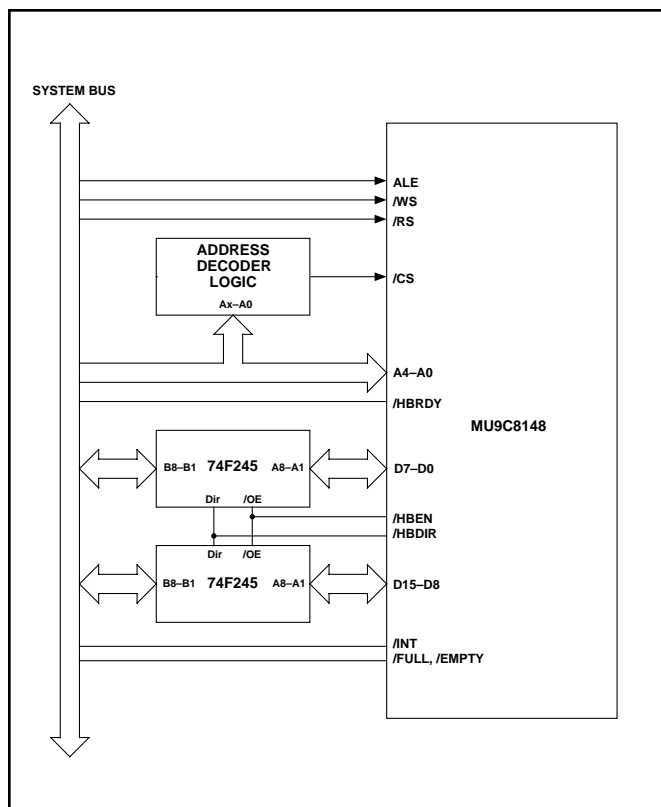 SYSTEM BUS
ALE
/WS
/RS
ADDRESS
DECODER
LOGIC
Ax–A0
/CS
A4–A0
/HBRDY
MU9C8148
B8–B1 74F245 A8–A1
D7–D0
Dir /OE
/HBEN
/HBDIR
Dir /OE
B8–B1 74F245 A8–A1
D15–D8
/INT
/FULL, /EMPTY